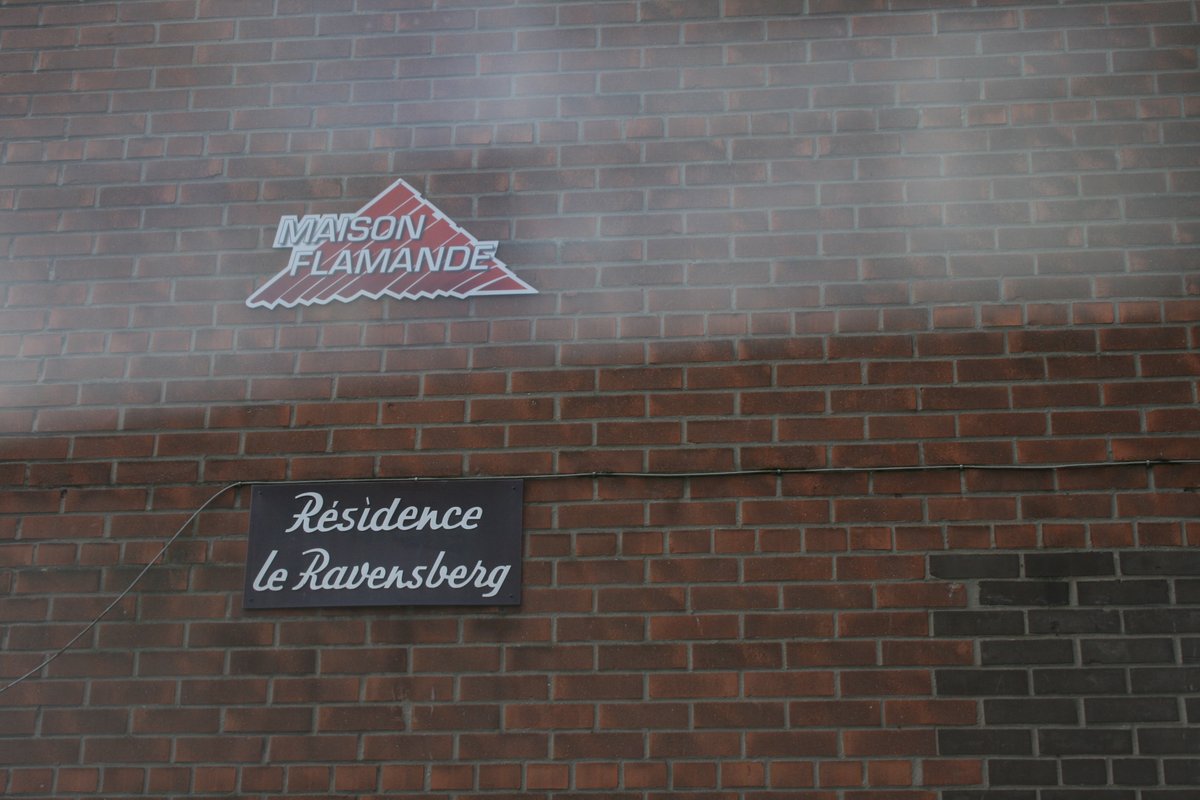 MAISON
FLAMANDE
Résidence
le Ravensberg